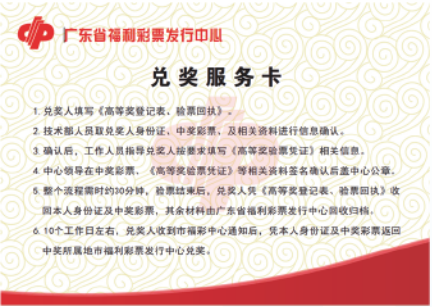 广东省福利彩票发行中心
兑奖服务卡
1. 兑奖人填写《高等奖登记表、验票回执》。
2. 技术部人员取兑奖人身份证、中奖彩票、及相关资料进行信息确认。
3. 确认后，工作人员指导兑奖人按要求填写《高等奖验票凭证》相关信息。
4. 中心领导在中奖彩票、《高等奖验票凭证》等相关资料签名确认后盖中心公章。
5. 整个流程需时约30分钟，验票结束后，兑奖人凭《高等奖登记表、验票回执》收
回本人身份证及中奖彩票，其余材料由广东省福利彩票发行中心回收归档。
6. 10个工作日左右，兑奖人收到市福彩中心通知后，凭本人身份证及中奖彩票返回
中奖所属地市福利彩票发行中心兑奖。